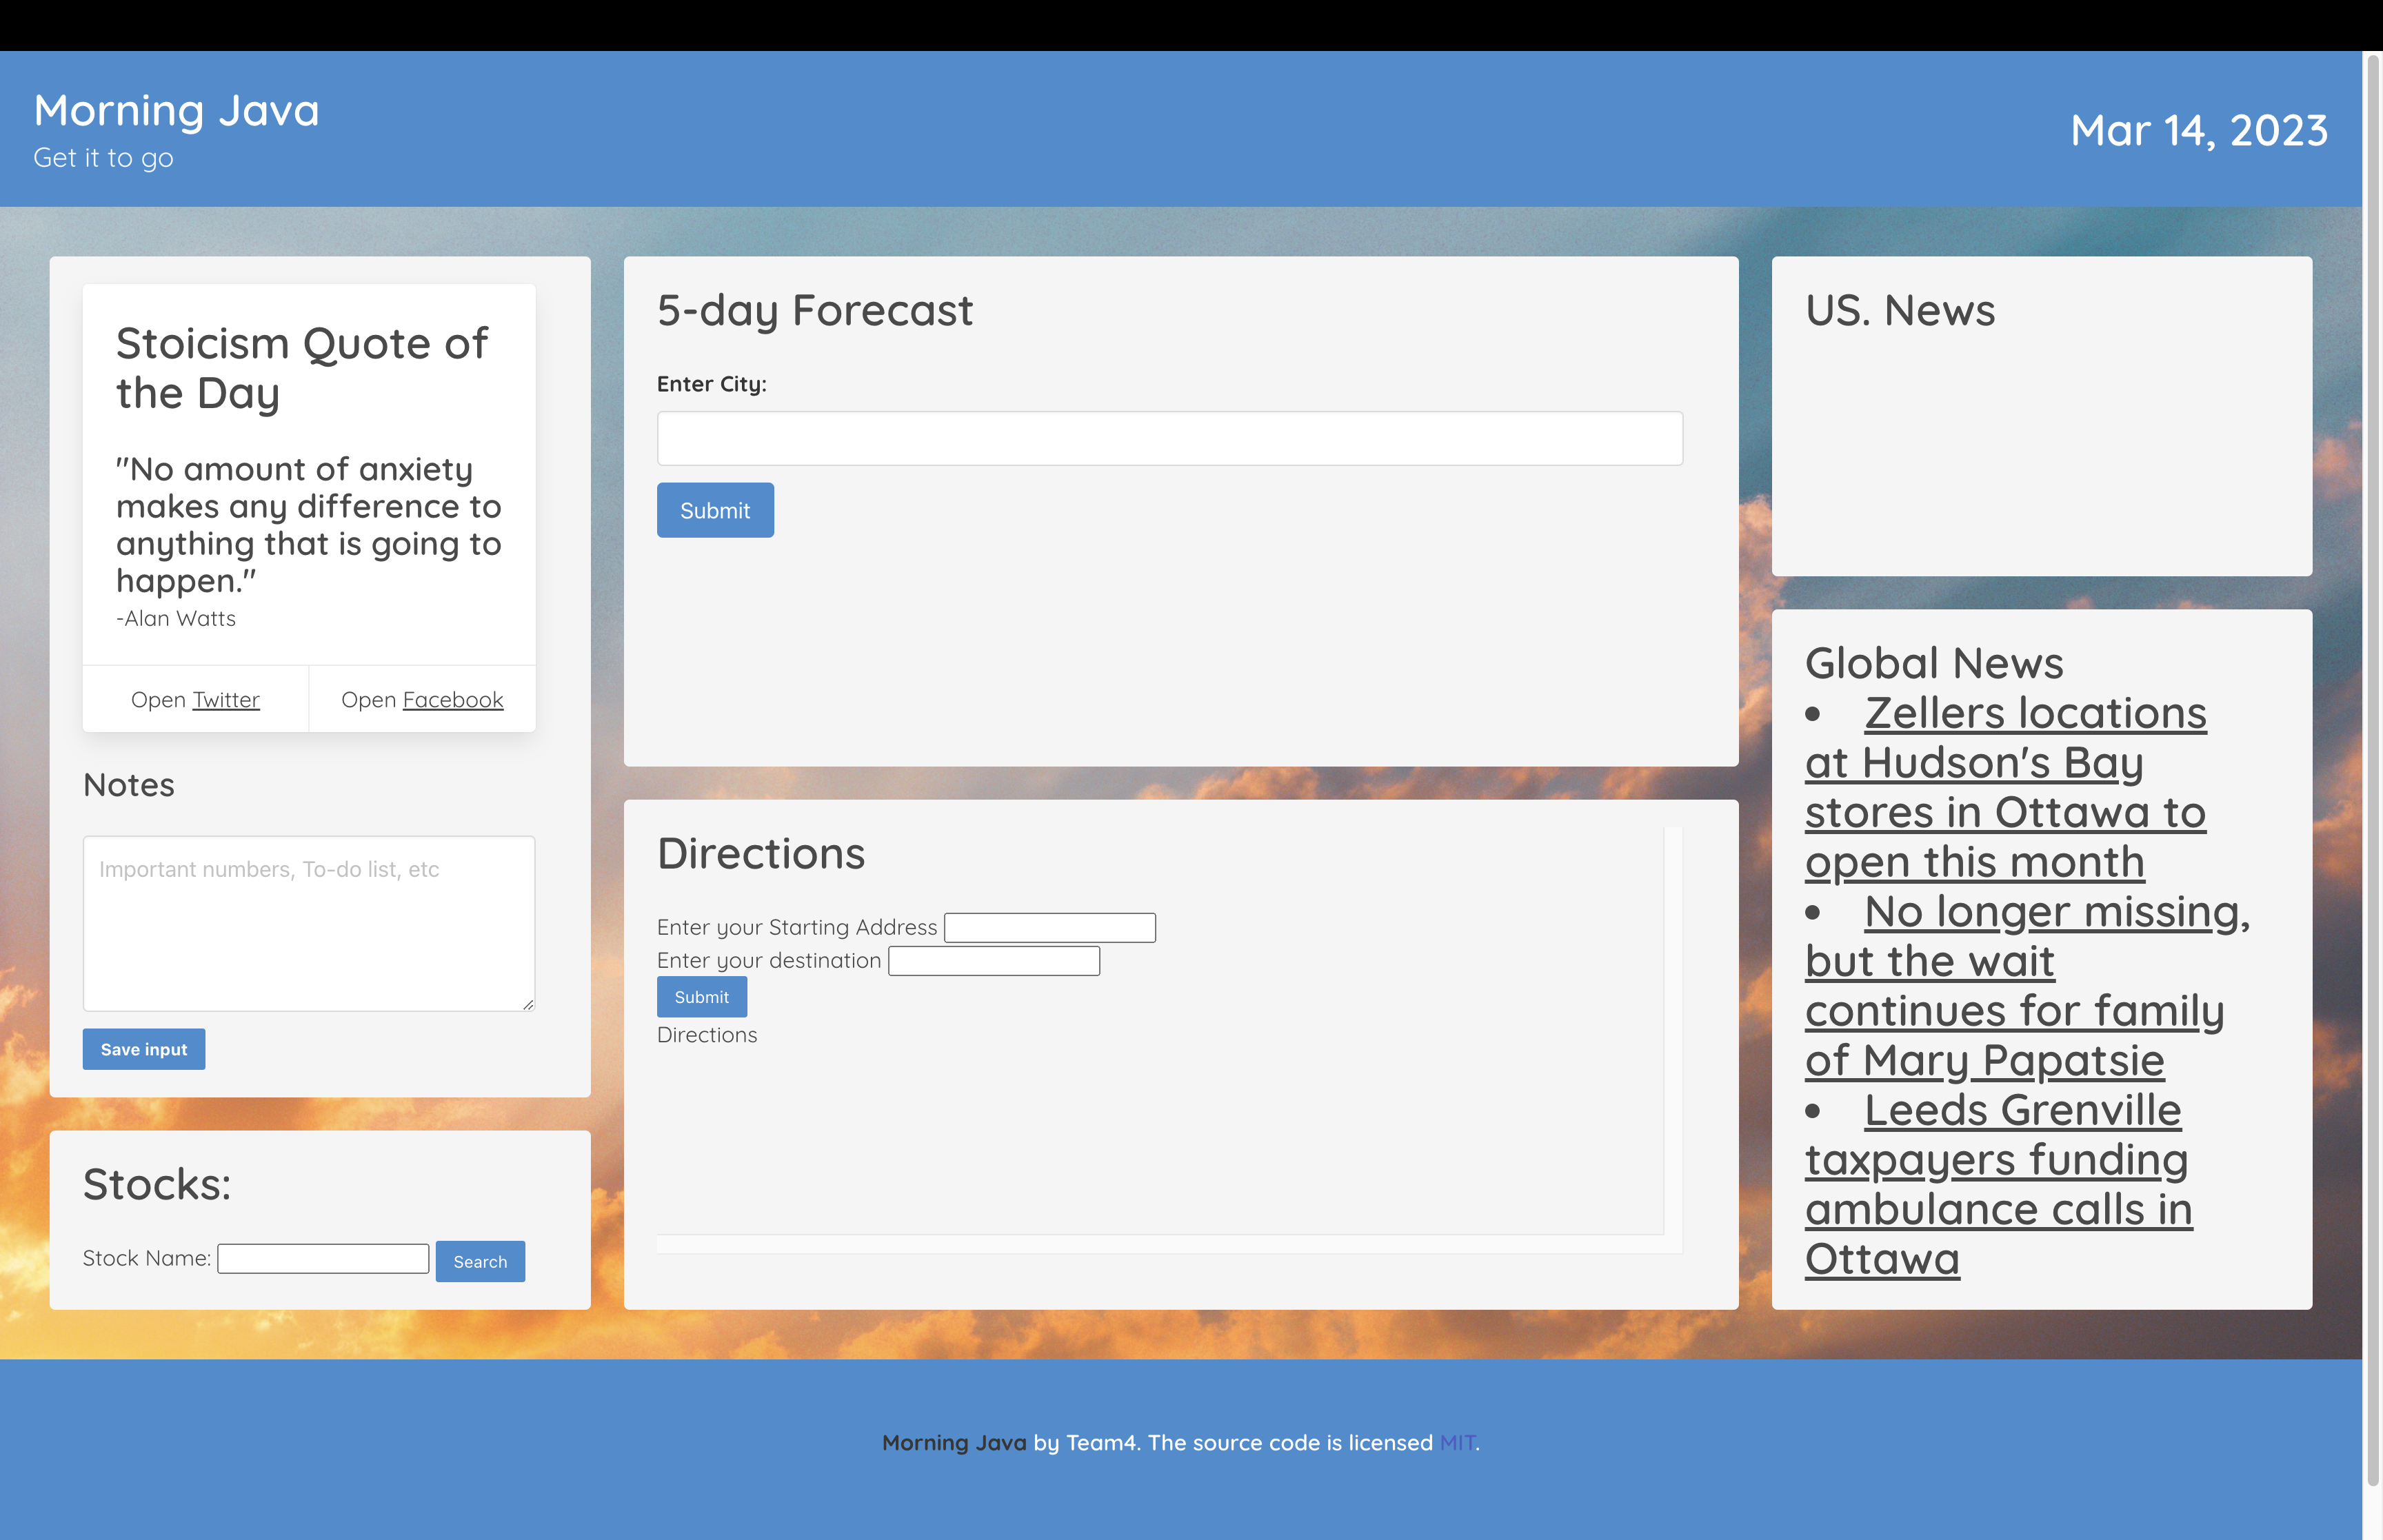 Morning Java
Get it to go
Mar 14, 2023
Stoicism Quote of
the Day
"No amount of anxiety
makes any difference to
anything that is going to
happen."
-Alan Watts
Open Twitter
Open Facebook
Notes
Important numbers, To-do list, etc
Save input
Stocks:
Stock Name:
Search
5-day Forecast
Enter City:
Submit
Directions
Enter your Starting Address
Enter your destination
Submit
Directions
US. News
Global News
• Zellers locations
at Hudson's Bay
stores in Ottawa to
open this month
• No longer missing,
but the wait
continues for family
of Mary Papatsie
• Leeds Grenville
taxpayers funding
ambulance calls in
Ottawa
Morning Java by Team4. The source code is licensed MIT.